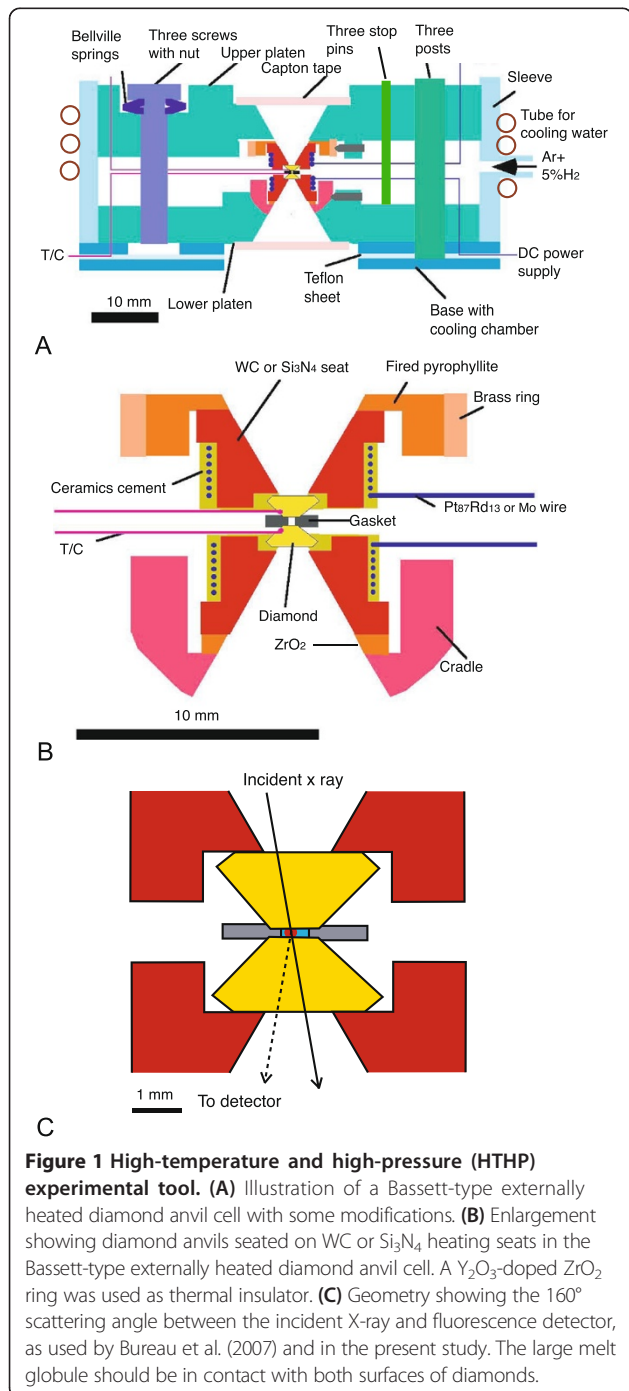 Bellville
springs
Three screws
with nut
Upper platen
Capton tape
Three stop
pins
Three
posts
Sleeve
Tube for
cooling water
Ar+
5%H2
T/C
DC power
supply
Teflon
sheet
Lower platen
Base with
cooling chamber
10 mm
A
WC or Si3N4 seat
Fired pyrophyllite
Brass ring
Ceramics cement
Pt87Rd13 or Mo wire
Gasket
T/C
Diamond
ZrO2
Cradle
10 mm
B
Incident x ray
1 mm
To detector
C
Figure 1 High-temperature and high-pressure (HTHP)
experimental tool. (A) Illustration of a Bassett-type externally
heated diamond anvil cell with some modifications. (B) Enlargement
showing diamond anvils seated on WC or Si₃N₄ heating seats in the
Bassett-type externally heated diamond anvil cell. A Y₂O₃-doped ZrO₂
ring was used as thermal insulator. (C) Geometry showing the 160°
scattering angle between the incident X-ray and fluorescence detector,
as used by Bureau et al. (2007) and in the present study. The large melt
globule should be in contact with both surfaces of diamonds.